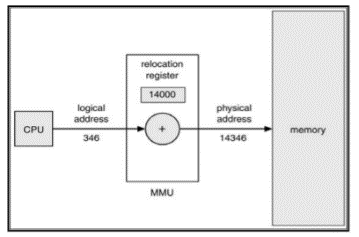 relocation
register
14000
logical
address
346
physical
address
14346
CPU
+
memory
MMU